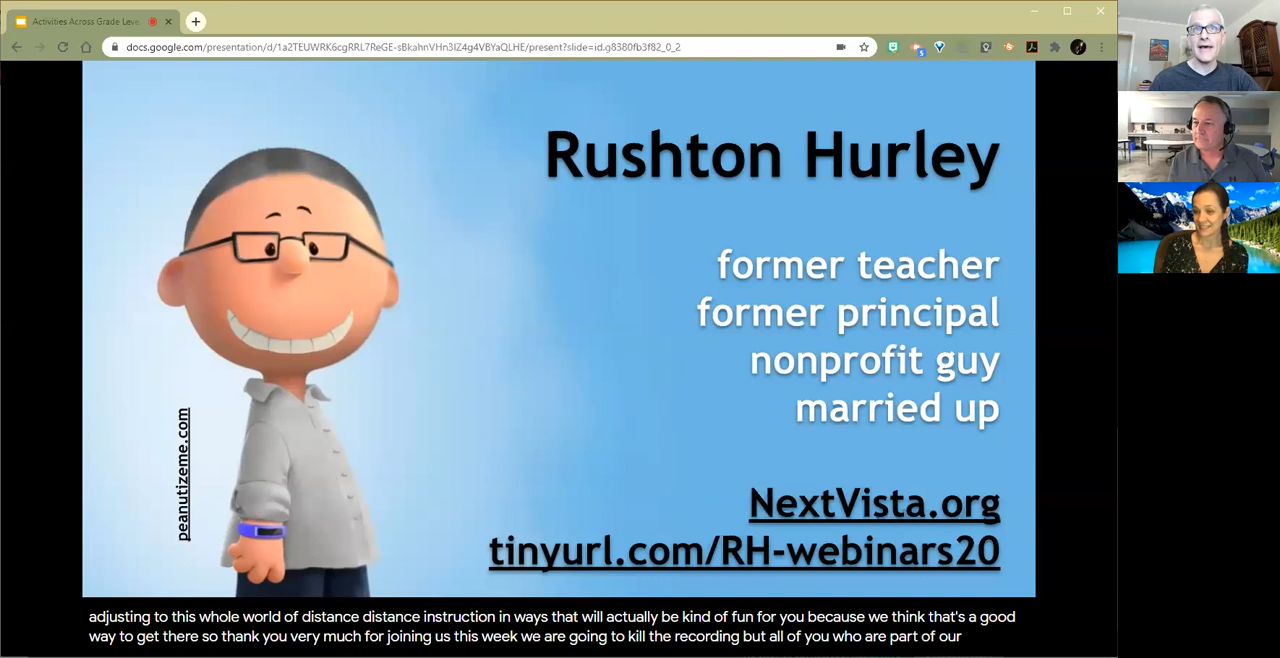 Activities Across Grade Leve
docs.google.com/presentation/d/1a2TEUWRK6cgRRL7ReGE-sBkahnVHn3IZ4g4VBYaQLHE/present?slide=id.g8380fb3f82_0_2
Rushton Hurley
former teacher
former principal
nonprofit guy
married up
peanutizeme.com
NextVista.org
tinyurl.com/RH-webinars20
adjusting to this whole world of distance distance instruction in ways that will actually be kind of fun for you because we think that's a good
way to get there so thank you very much for joining us this week we are going to kill the recording but all of you who are part of our